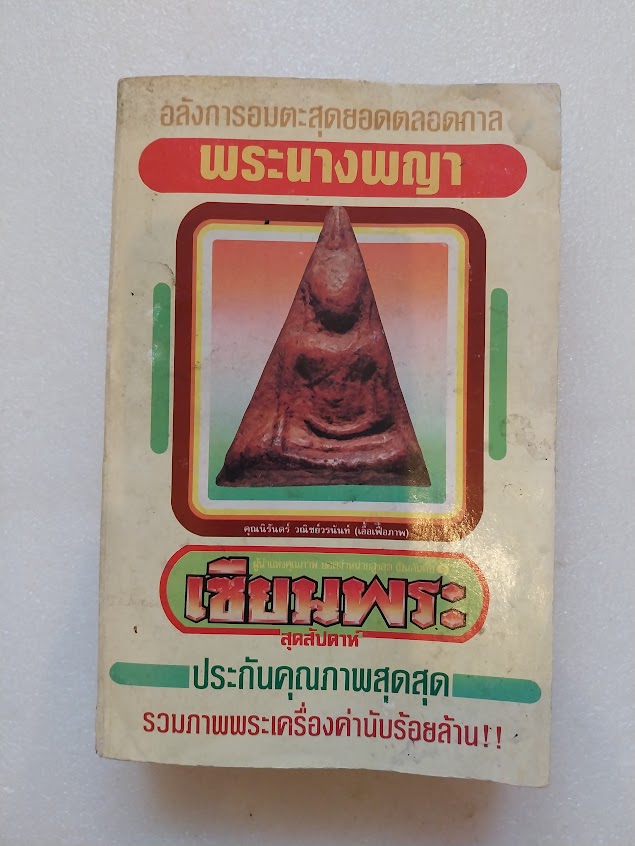 อลังการอมตะสุดยอดตลอดกาล
พระนางพญา
คุณนิรันตร์ วณิชย์วรนันท์ (เอื้อเฟื้อภาพ)
เซียนพระ
สุดสัปดาห์
ประกันคุณภาพสุดสุด
รวมภาพพระเครื่องค่านับร้อยล้าน!!